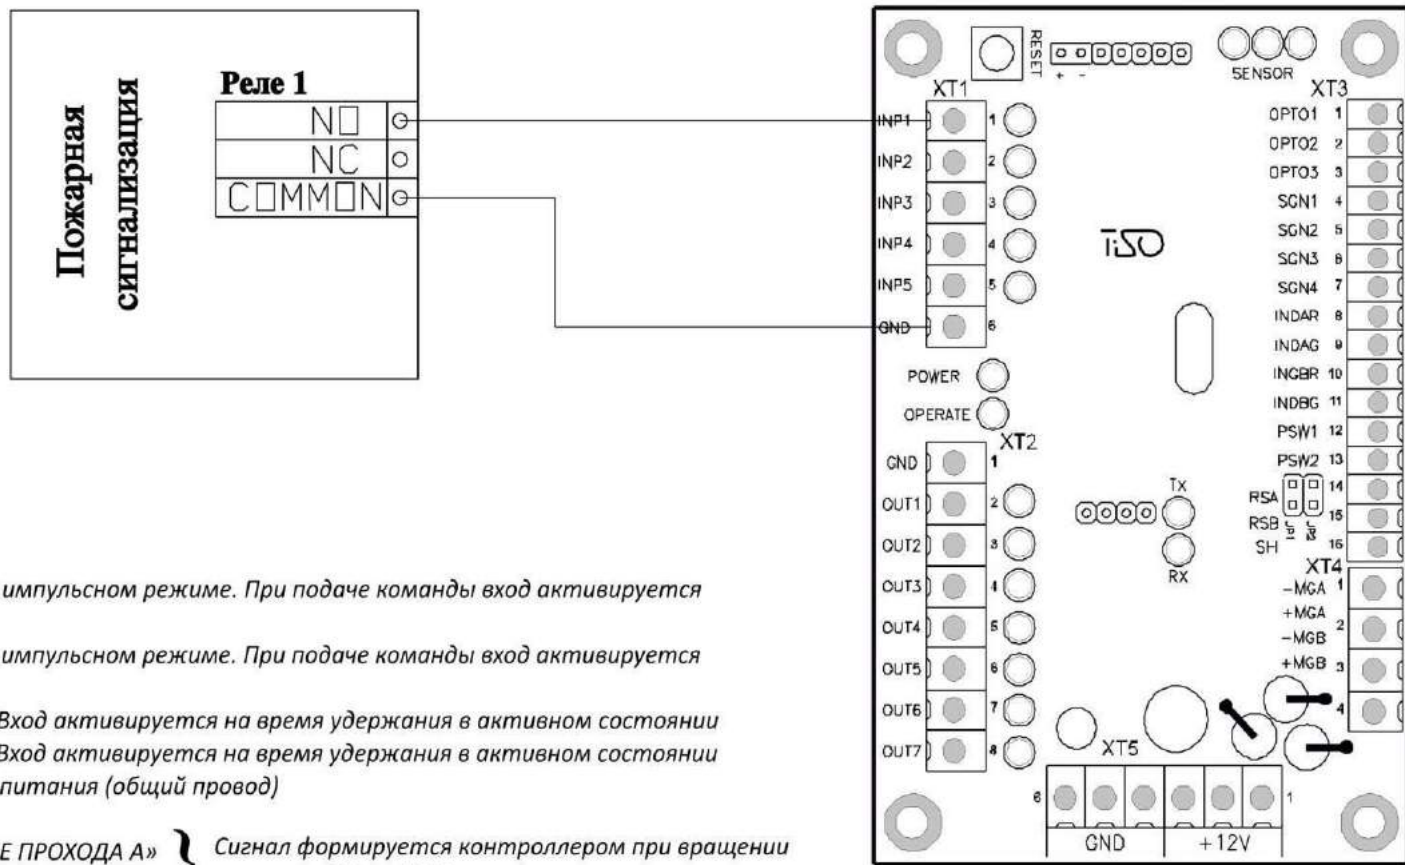 Пожарная
сигнализация
Реле 1
NO
NC
COMMON
RESET
+ -
SENSOR
XT1
INP1 1
INP2 2
INP3 3
INP4 4
INP5 5
GND 6
POWER
OPERATE
XT2
GND 1
OUT1 2
OUT2 3
OUT3 4
OUT4 5
OUT5 6
OUT6 7
OUT7 8
TiSO
Tx
Rx
XT3
OPTO1 1
OPTO2 2
OPTO3 3
SGN1 4
SGN2 5
SGN3 6
SGN4 7
INDAR 8
INDAG 9
INGBR 10
INDBG 11
PSW1 12
PSW2 13
RSA 14
RSB 15
SH 16
JP1
JP2
XT4
-MGA 1
+MGA 2
-MGB
+MGB 3
4
XT5
6 1
GND +12V
импульсном режиме. При подаче команды вход активируется
импульсном режиме. При подаче команды вход активируется
Вход активируется на время удержания в активном состоянии
Вход активируется на время удержания в активном состоянии
питания (общий провод)
Е ПРОХОДА А» } Сигнал формируется контроллером при вращении